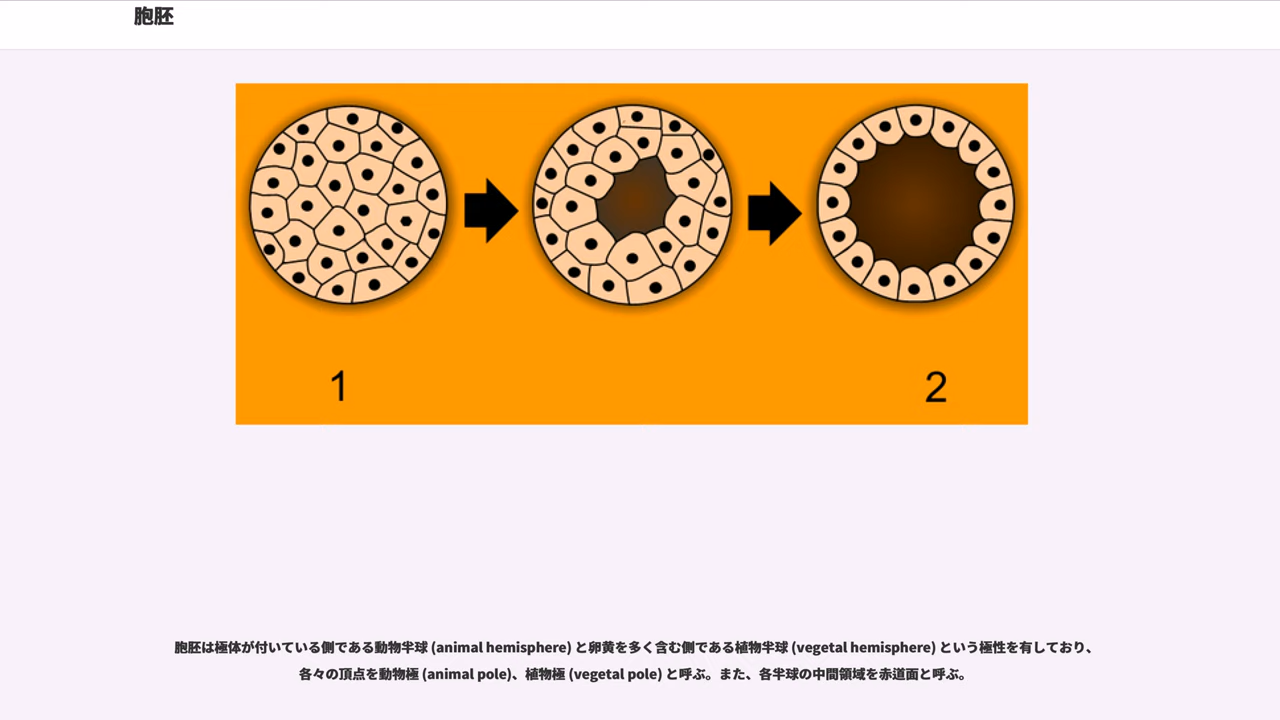 胞胚
1
2
胞胚は極体が付いている側である動物半球 (animal hemisphere) と卵黄を多く含む側である植物半球 (vegetal hemisphere) という極性を有しており、
各々の頂点を動物極 (animal pole)、植物極 (vegetal pole) と呼ぶ。また、各半球の中間領域を赤道面と呼ぶ。